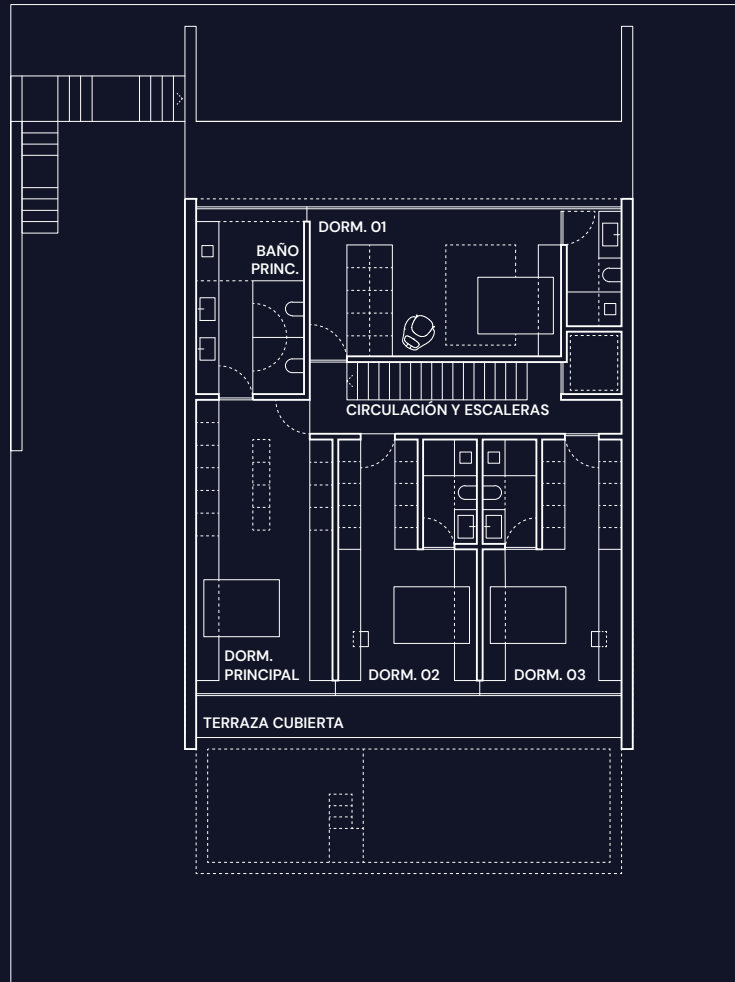 DORM. 01
BAÑO
PRINC.
CIRCULACIÓN Y ESCALERAS
DORM.
PRINCIPAL
DORM. 02
DORM. 03
TERRAZA CUBIERTA